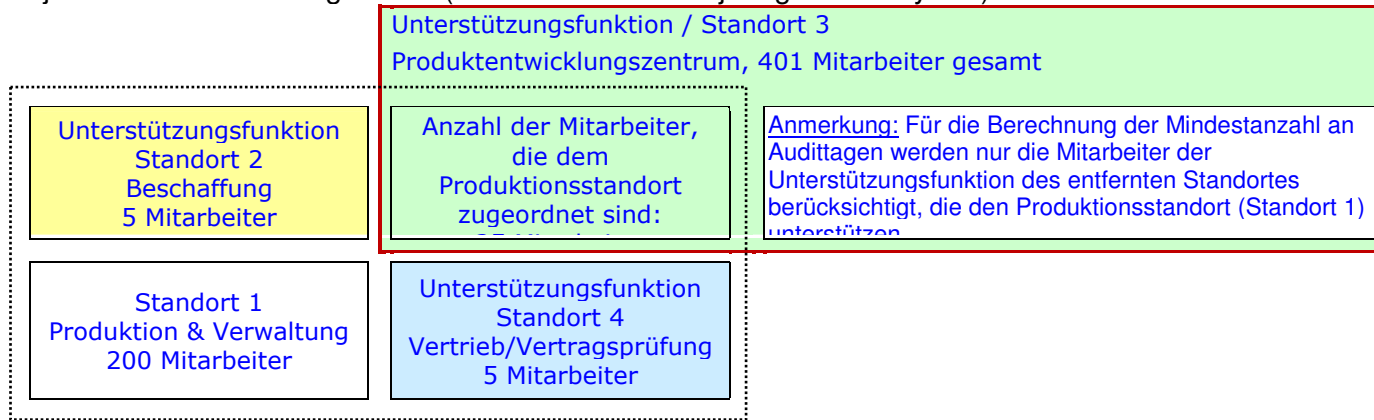 Unterstützungsfunktion / Standort 3
Produktentwicklungszentrum, 401 Mitarbeiter gesamt
Unterstützungsfunktion
Standort 2
Beschaffung
5 Mitarbeiter
Anzahl der Mitarbeiter,
die dem
Produktionsstandort
zugeordnet sind:
Anmerkung: Für die Berechnung der Mindestanzahl an
Audittagen werden nur die Mitarbeiter der
Unterstützungsfunktion des entfernten Standortes
berücksichtigt, die den Produktionsstandort (Standort 1)
unterstützen
Standort 1
Produktion & Verwaltung
200 Mitarbeiter
Unterstützungsfunktion
Standort 4
Vertrieb/Vertragsprüfung
5 Mitarbeiter